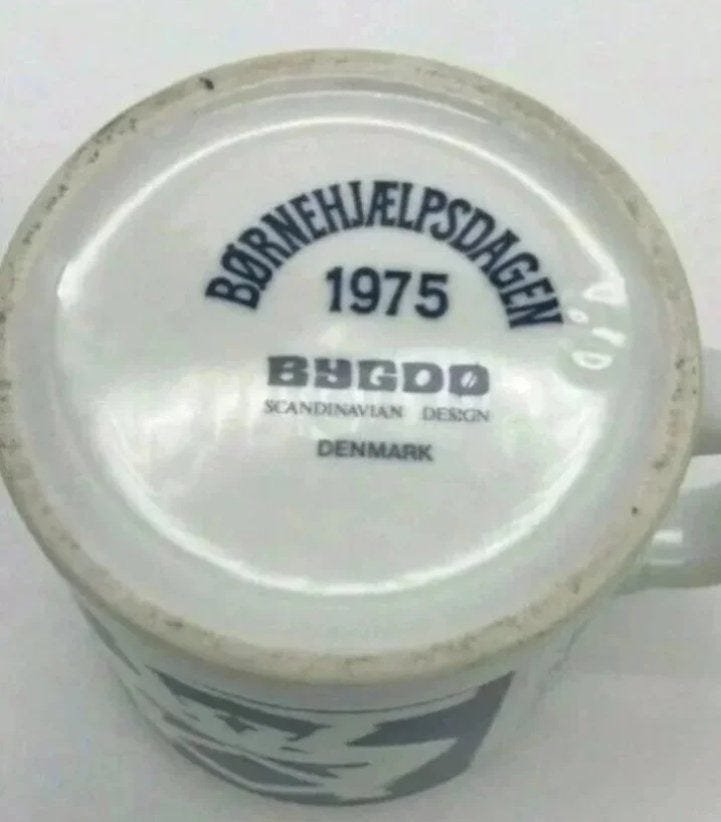 BØRNEHJÆLPSDAGEN
1975
BYGDØ
SCANDINAVIAN DESIGN
DENMARK